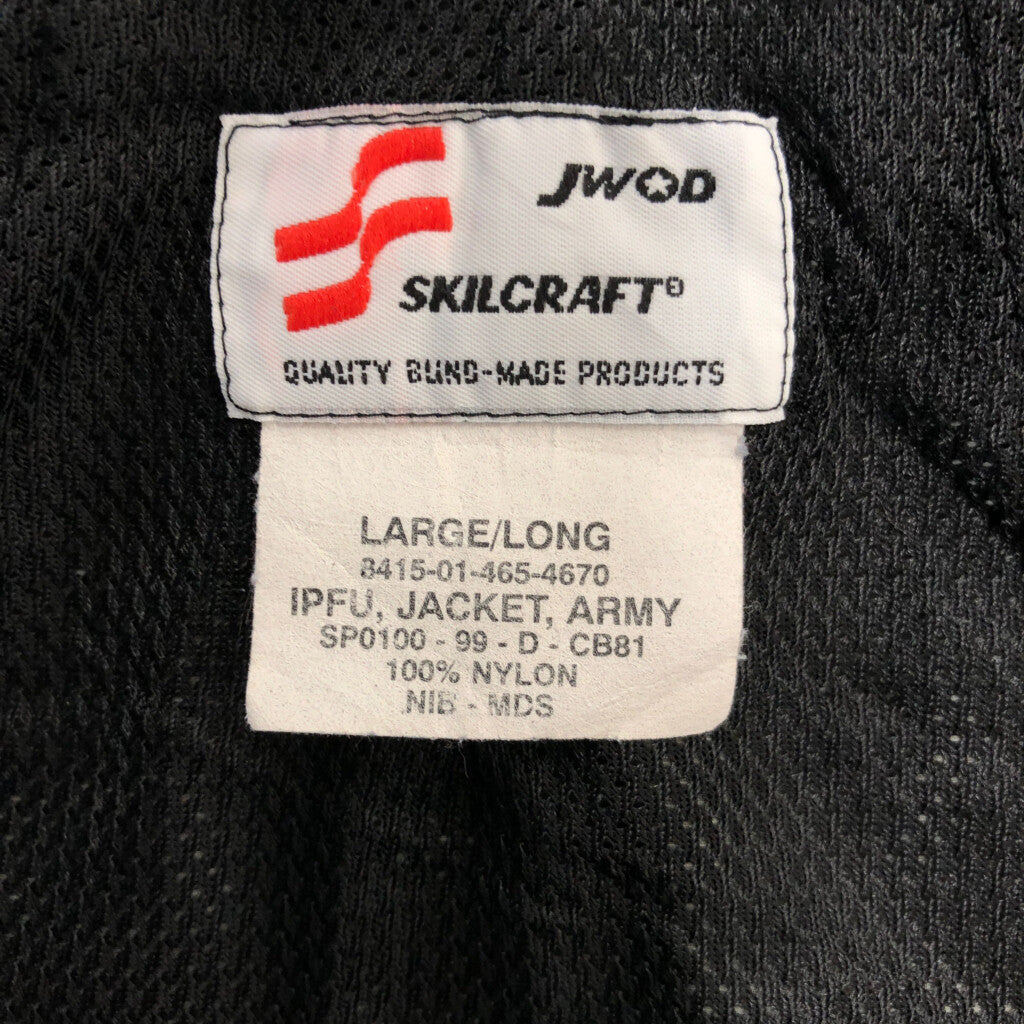 JWOD
SKILCRAFT®
QUALITY BLIND-MADE PRODUCTS
LARGE/LONG
8415-01-465-4670
IPFU, JACKET, ARMY
SP0100 - 99 - D - CB81
100% NYLON
NIB - MDS